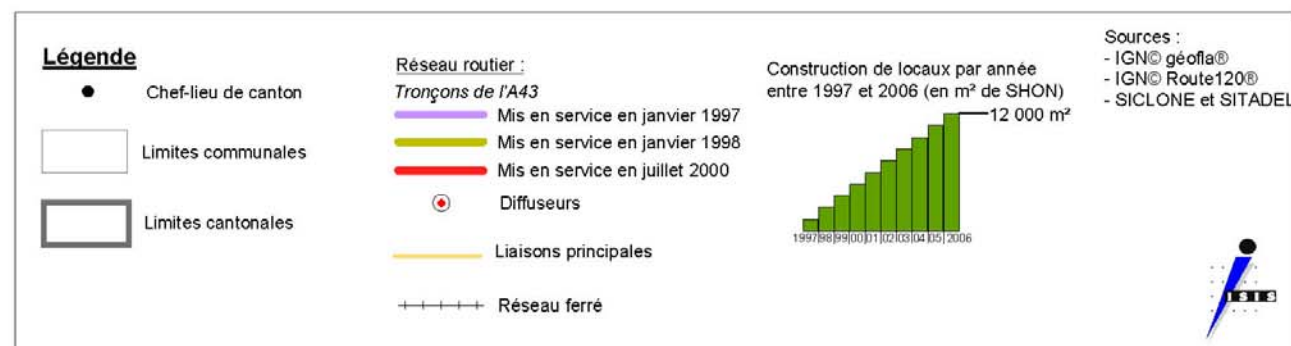 Légende
Chef-lieu de canton
Limites communales
Limites cantonales
Réseau routier :
Tronçons de l'A43
Mis en service en janvier 1997
Mis en service en janvier 1998
Mis en service en juillet 2000
Diffuseurs
Liaisons principales
Réseau ferré
Construction de locaux par année
entre 1997 et 2006 (en m² de SHON)
12 000 m²
1997|98|99|00|01|02|03|04|05|2006
Sources :
- IGN© géofla®
- IGN© Route120®
- SICLONE et SITADEL
ISIS